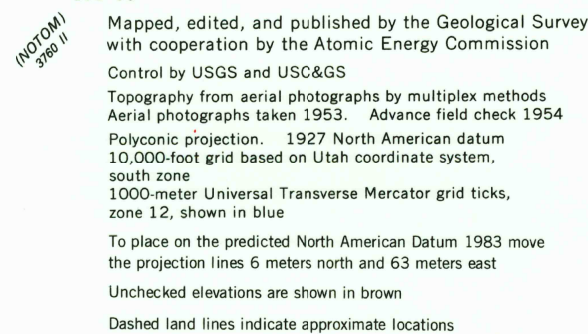 (NOTOM)
3760 II
Mapped, edited, and published by the Geological Survey
with cooperation by the Atomic Energy Commission
Control by USGS and USC&GS
Topography from aerial photographs by multiplex methods
Aerial photographs taken 1953. Advance field check 1954
Polyconic projection. 1927 North American datum
10,000-foot grid based on Utah coordinate system,
south zone
1000-meter Universal Transverse Mercator grid ticks,
zone 12, shown in blue
To place on the predicted North American Datum 1983 move
the projection lines 6 meters north and 63 meters east
Unchecked elevations are shown in brown
Dashed land lines indicate approximate locations